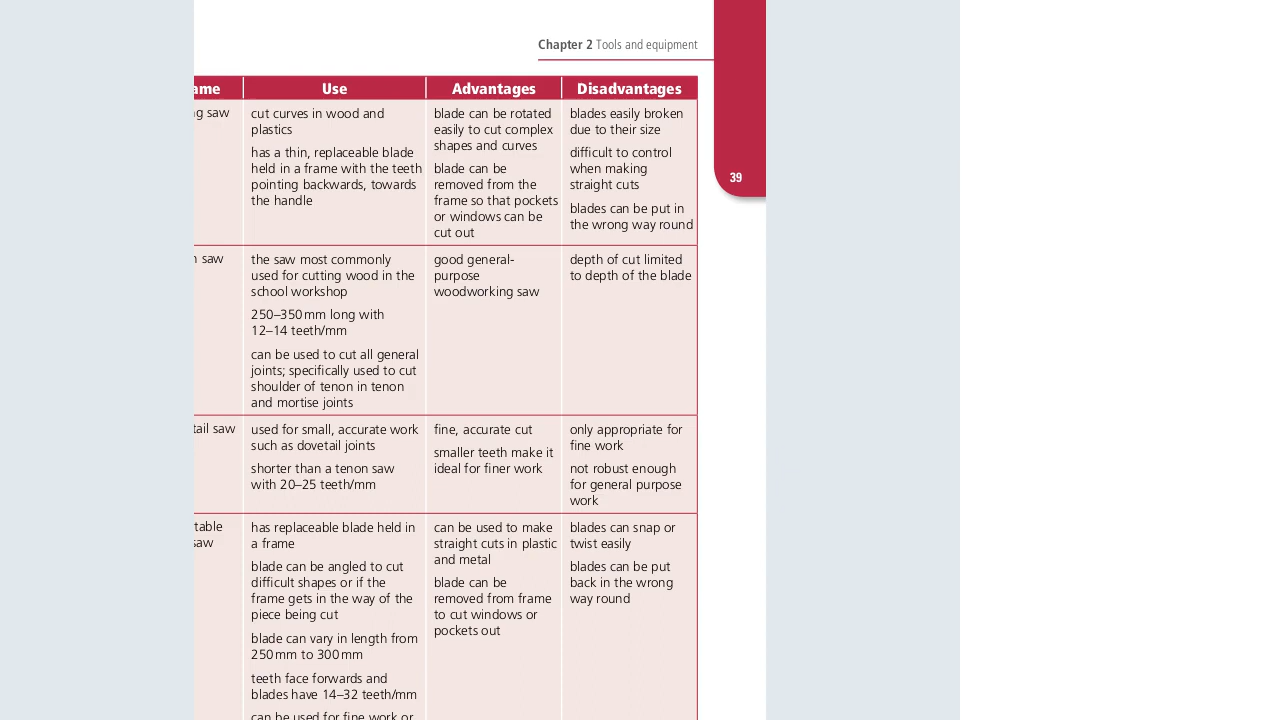 Chapter 2 Tools and equipment
39
ame Use Advantages Disadvantages
g saw
cut curves in wood and
plastics
has a thin, replaceable blade
held in a frame with the teeth
pointing backwards, towards
the handle
blade can be rotated
easily to cut complex
shapes and curves
blade can be
removed from the
frame so that pockets
or windows can be
cut out
blades easily broken
due to their size
difficult to control
when making
straight cuts
blades can be put in
the wrong way round
saw
the saw most commonly
used for cutting wood in the
school workshop
250–350 mm long with
12–14 teeth/mm
can be used to cut all general
joints; specifically used to cut
shoulder of tenon in tenon
and mortise joints
good general-
purpose
woodworking saw
depth of cut limited
to depth of the blade
tail saw
used for small, accurate work
such as dovetail joints
shorter than a tenon saw
with 20–25 teeth/mm
fine, accurate cut
smaller teeth make it
ideal for finer work
only appropriate for
fine work
not robust enough
for general purpose
work
table
saw
has replaceable blade held in
a frame
blade can be angled to cut
difficult shapes or if the
frame gets in the way of the
piece being cut
blade can vary in length from
250 mm to 300 mm
teeth face forwards and
blades have 14–32 teeth/mm
can be used for fine work or
can be used to make
straight cuts in plastic
and metal
blade can be
removed from frame
to cut windows or
pockets out
blades can snap or
twist easily
blades can be put
back in the wrong
way round